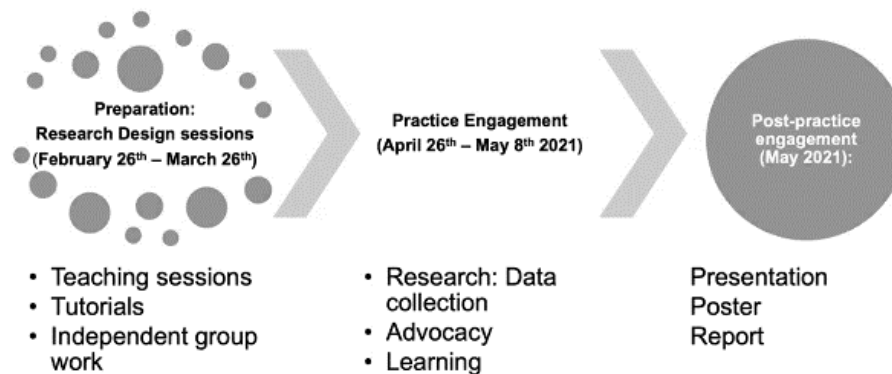 Preparation:
Research Design sessions
(February 26th – March 26th)
Practice Engagement
(April 26th – May 8th 2021)
Post-practice
engagement
(May 2021):
• Teaching sessions
• Tutorials
• Independent group
work
• Research: Data
collection
• Advocacy
• Learning
Presentation
Poster
Report